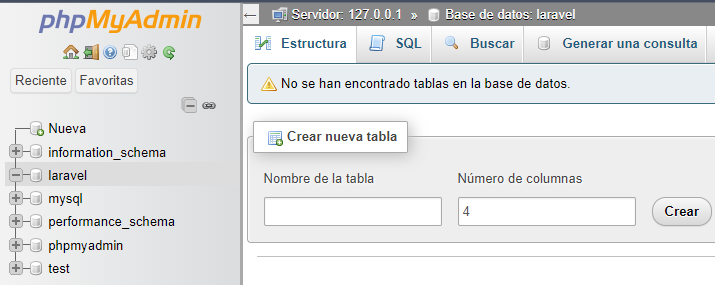 phpMyAdmin
Reciente Favoritas
Nueva
information_schema
laravel
mysql
performance_schema
phpmyadmin
test
Servidor: 127.0.0.1 » Base de datos: laravel
Estructura SQL Buscar Generar una consulta
No se han encontrado tablas en la base de datos.
Crear nueva tabla
Nombre de la tabla Número de columnas
4 Crear